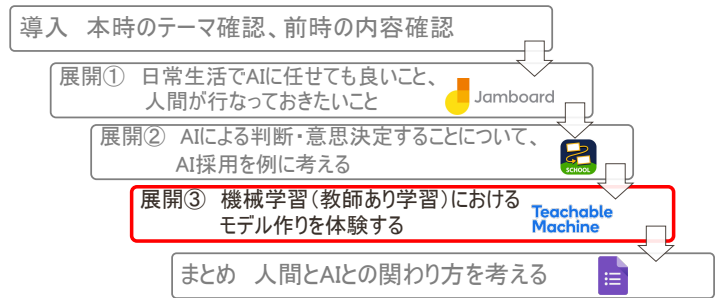 導入　本時のテーマ確認、前時の内容確認
展開①　日常生活でAIに任せても良いこと、
人間が行なっておきたいこと
Jamboard
展開②　AIによる判断・意思決定することについて、
AI採用を例に考える
SCHOOL
展開③　機械学習（教師あり学習）における
モデル作りを体験する
Teachable
Machine
まとめ　人間とAIとの関わり方を考える